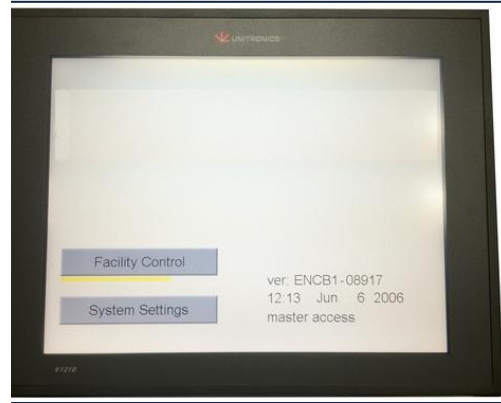 UNITRONICS
Facility Control
System Settings
ver: ENCB1-08917
12:13 Jun 6 2006
master access
V1210